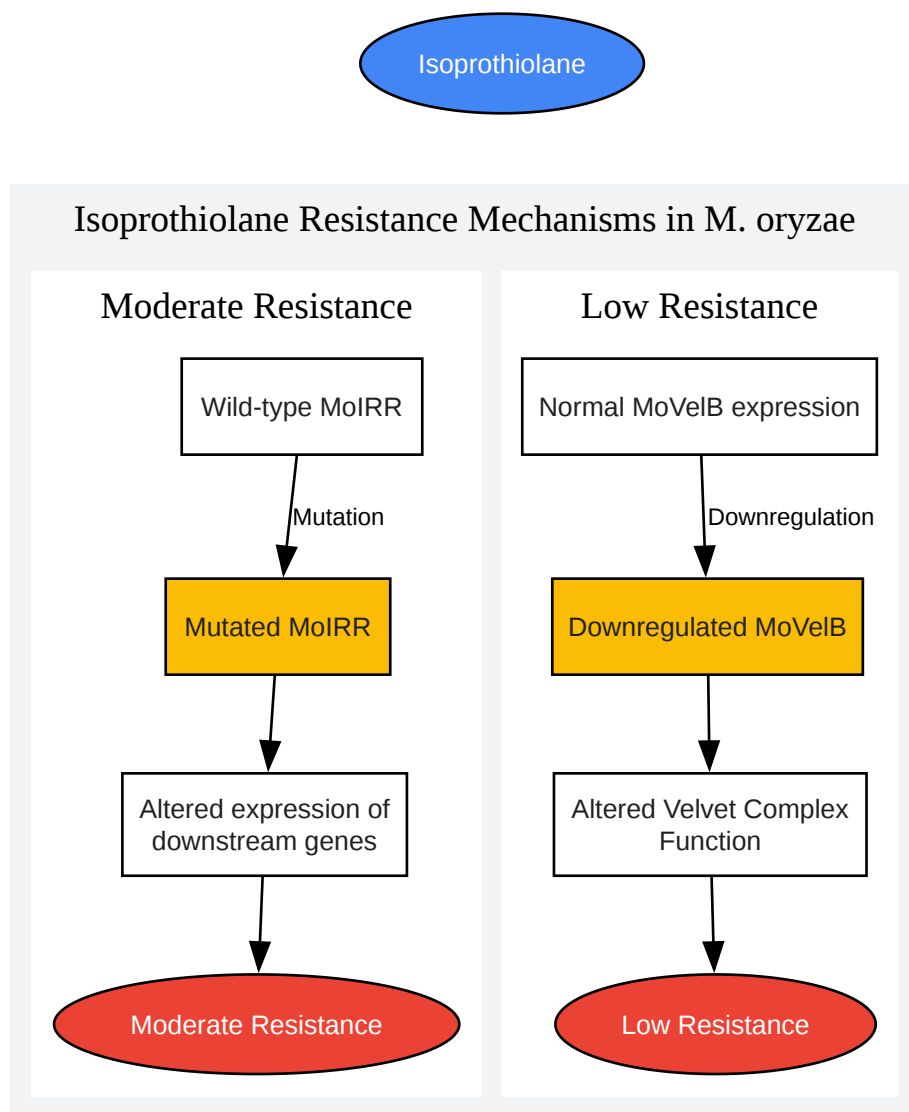 Isoprothiolane
Isoprothiolane Resistance Mechanisms in M. oryzae
Moderate Resistance
Wild-type MoIRR
Mutation
Mutated MoIRR
Altered expression of
downstream genes
Moderate Resistance
Low Resistance
Normal MoVelB expression
Downregulation
Downregulated MoVelB
Altered Velvet Complex
Function
Low Resistance